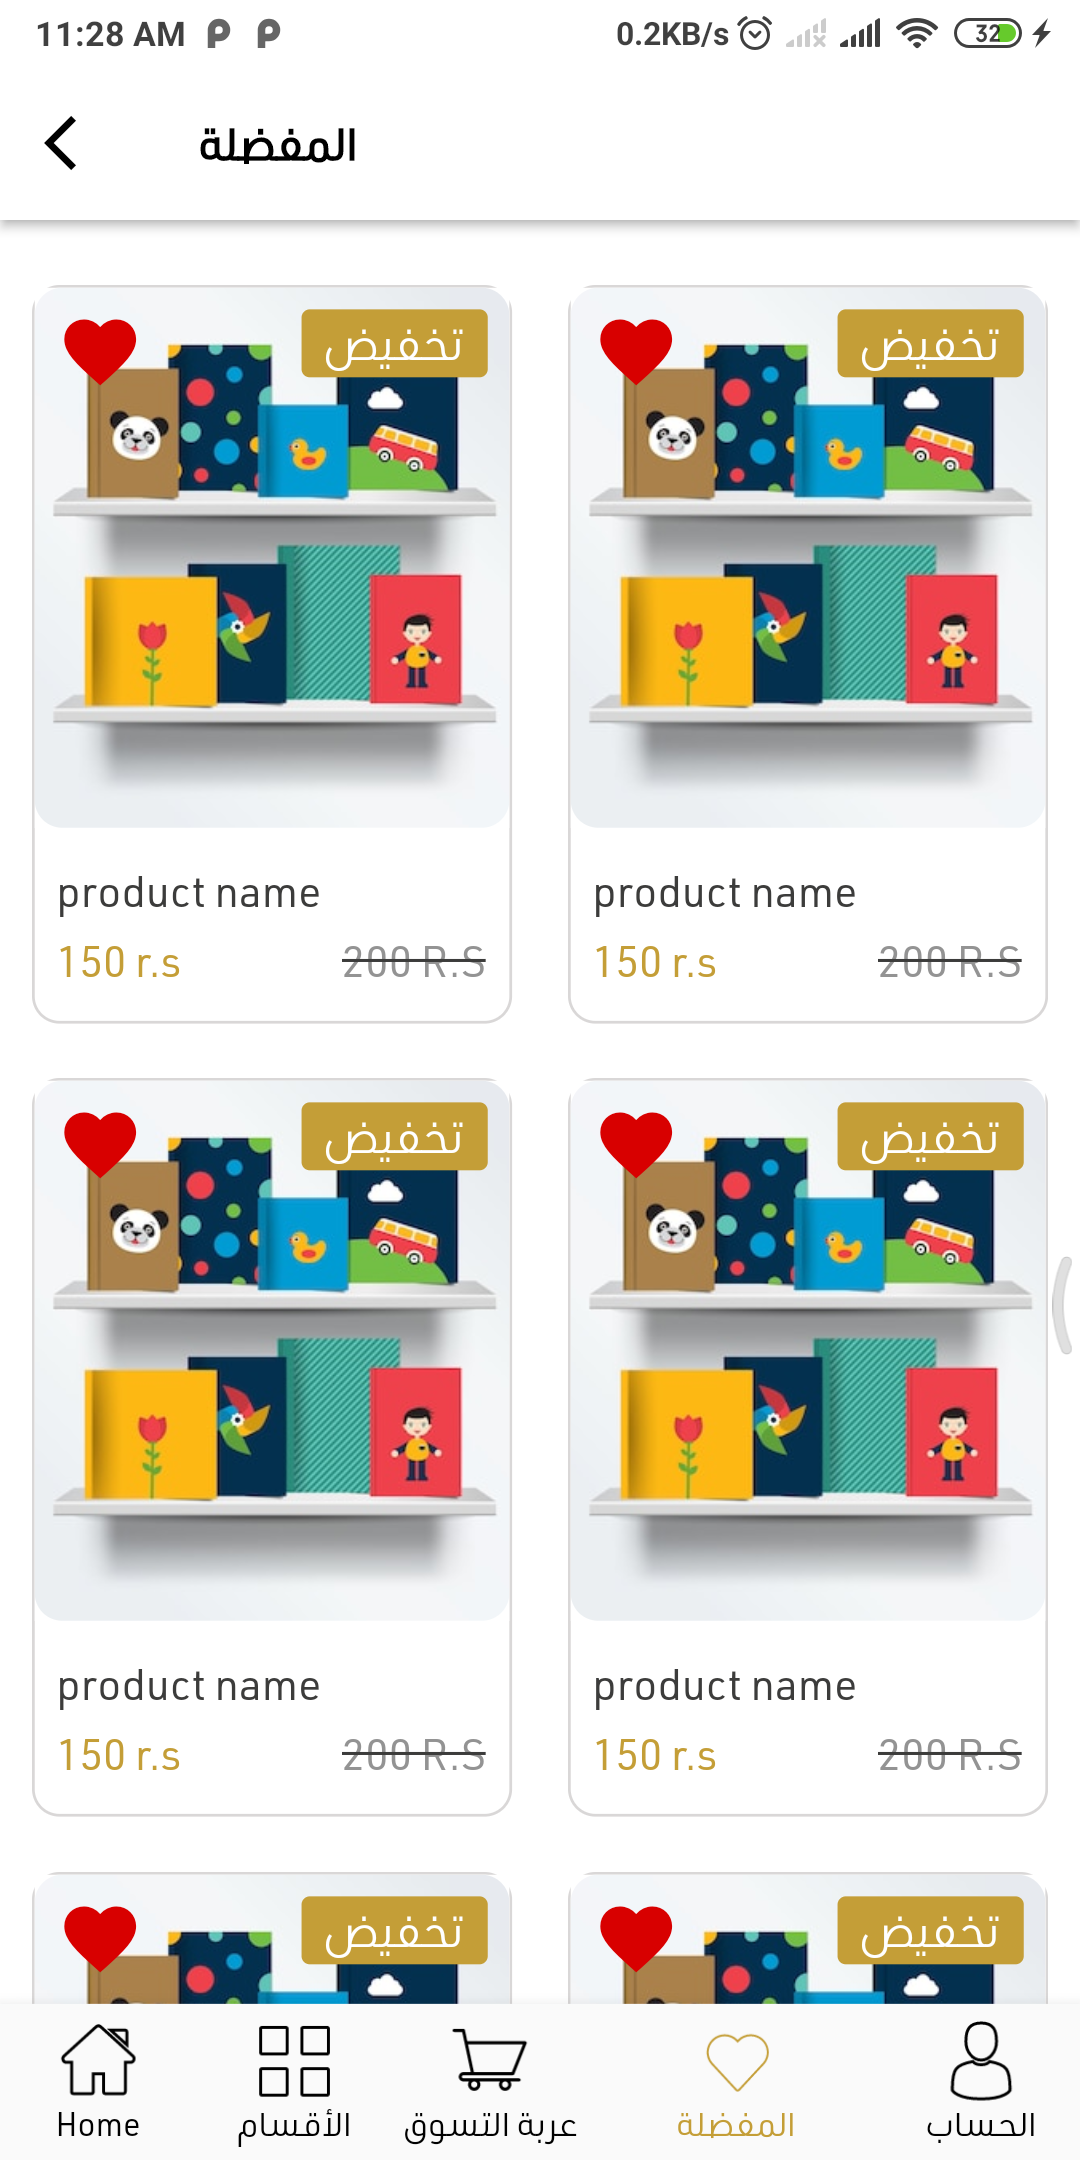 11:28 AM
0.2KB/s
32
المفضلة
تخفيض
تخفيض
product name
product name
150 r.s
200 R.S
150 r.s
200 R.S
تخفيض
تخفيض
product name
product name
150 r.s
200 R.S
150 r.s
200 R.S
تخفيض
تخفيض
Home
الأقسام
عربة التسوق
المفضلة
الحساب